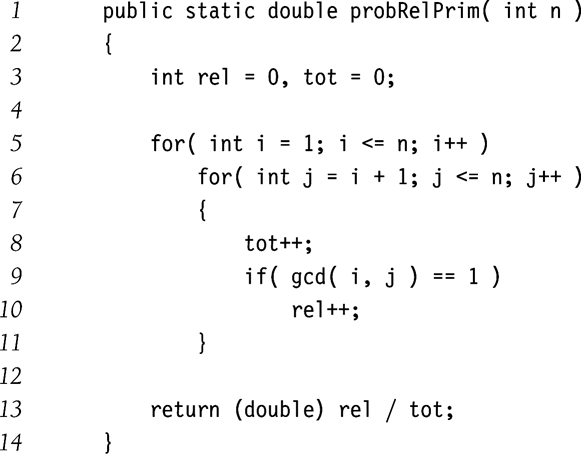 1 public static double probRelPrim( int n )
2 {
3 int rel = 0, tot = 0;
4
5 for( int i = 1; i <= n; i++ )
6 for( int j = i + 1; j <= n; j++ )
7 {
8 tot++;
9 if( gcd( i, j ) == 1 )
10 rel++;
11 }
12
13 return (double) rel / tot;
14 }